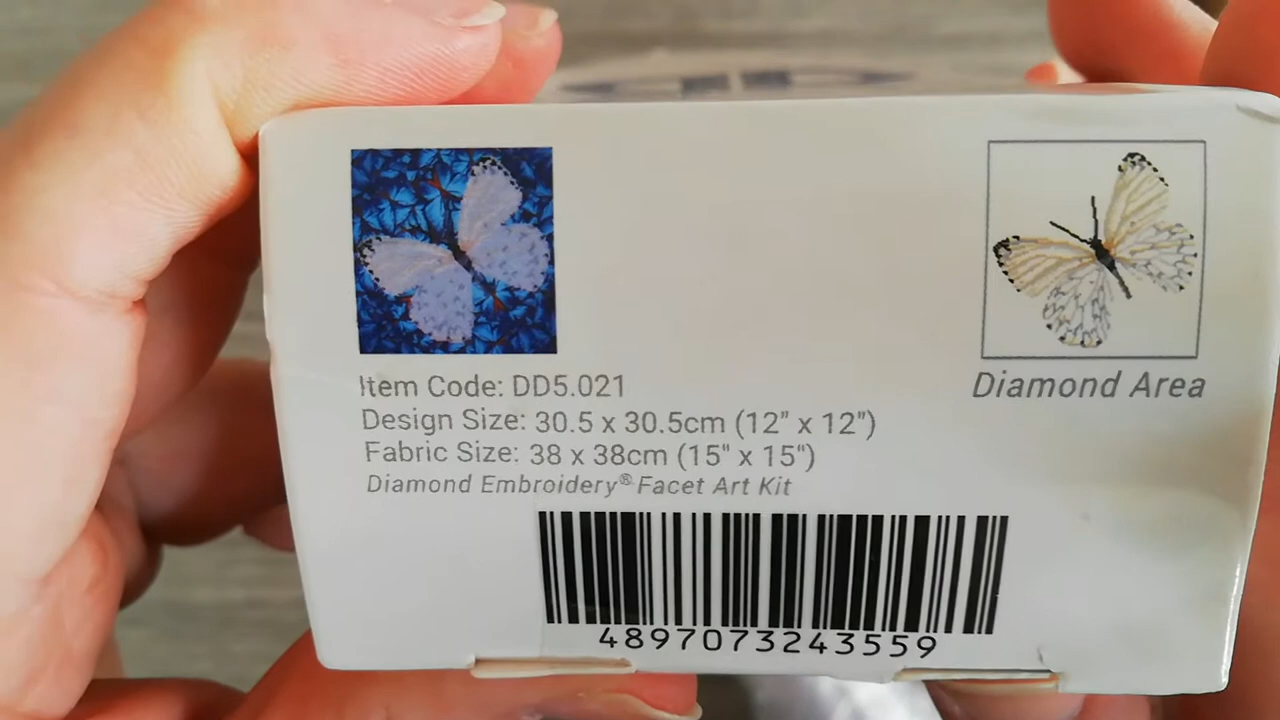 Item Code: DD5.021
Design Size: 30.5 x 30.5cm (12" x 12")
Fabric Size: 38 x 38cm (15" x 15")
Diamond Embroidery® Facet Art Kit
Diamond Area
4897073243559